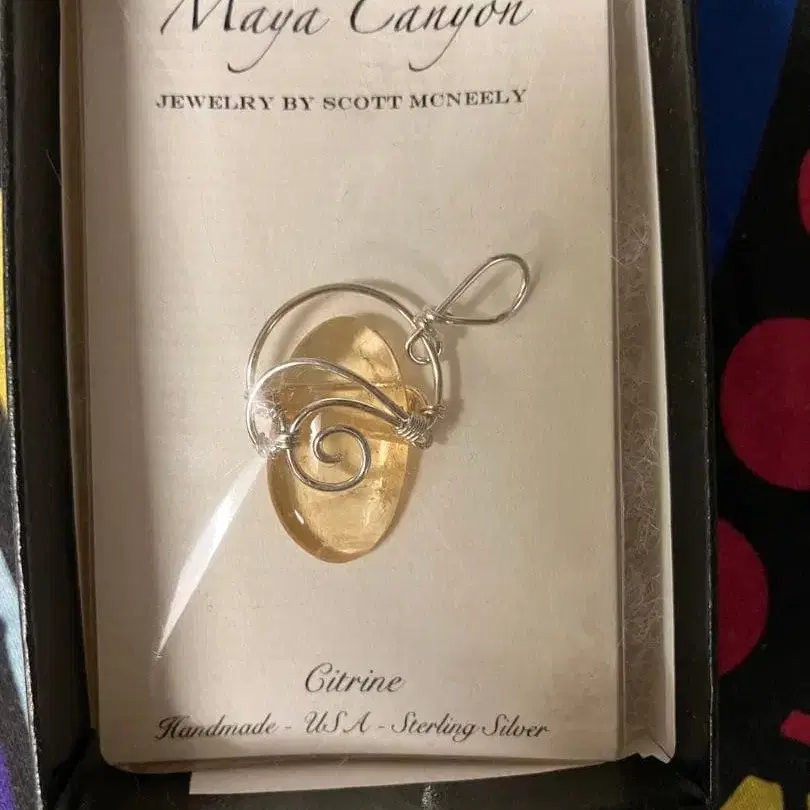 Maya Canyon
JEWELRY BY SCOTT MCNEELY
Citrine
Handmade - USA - Sterling Silver